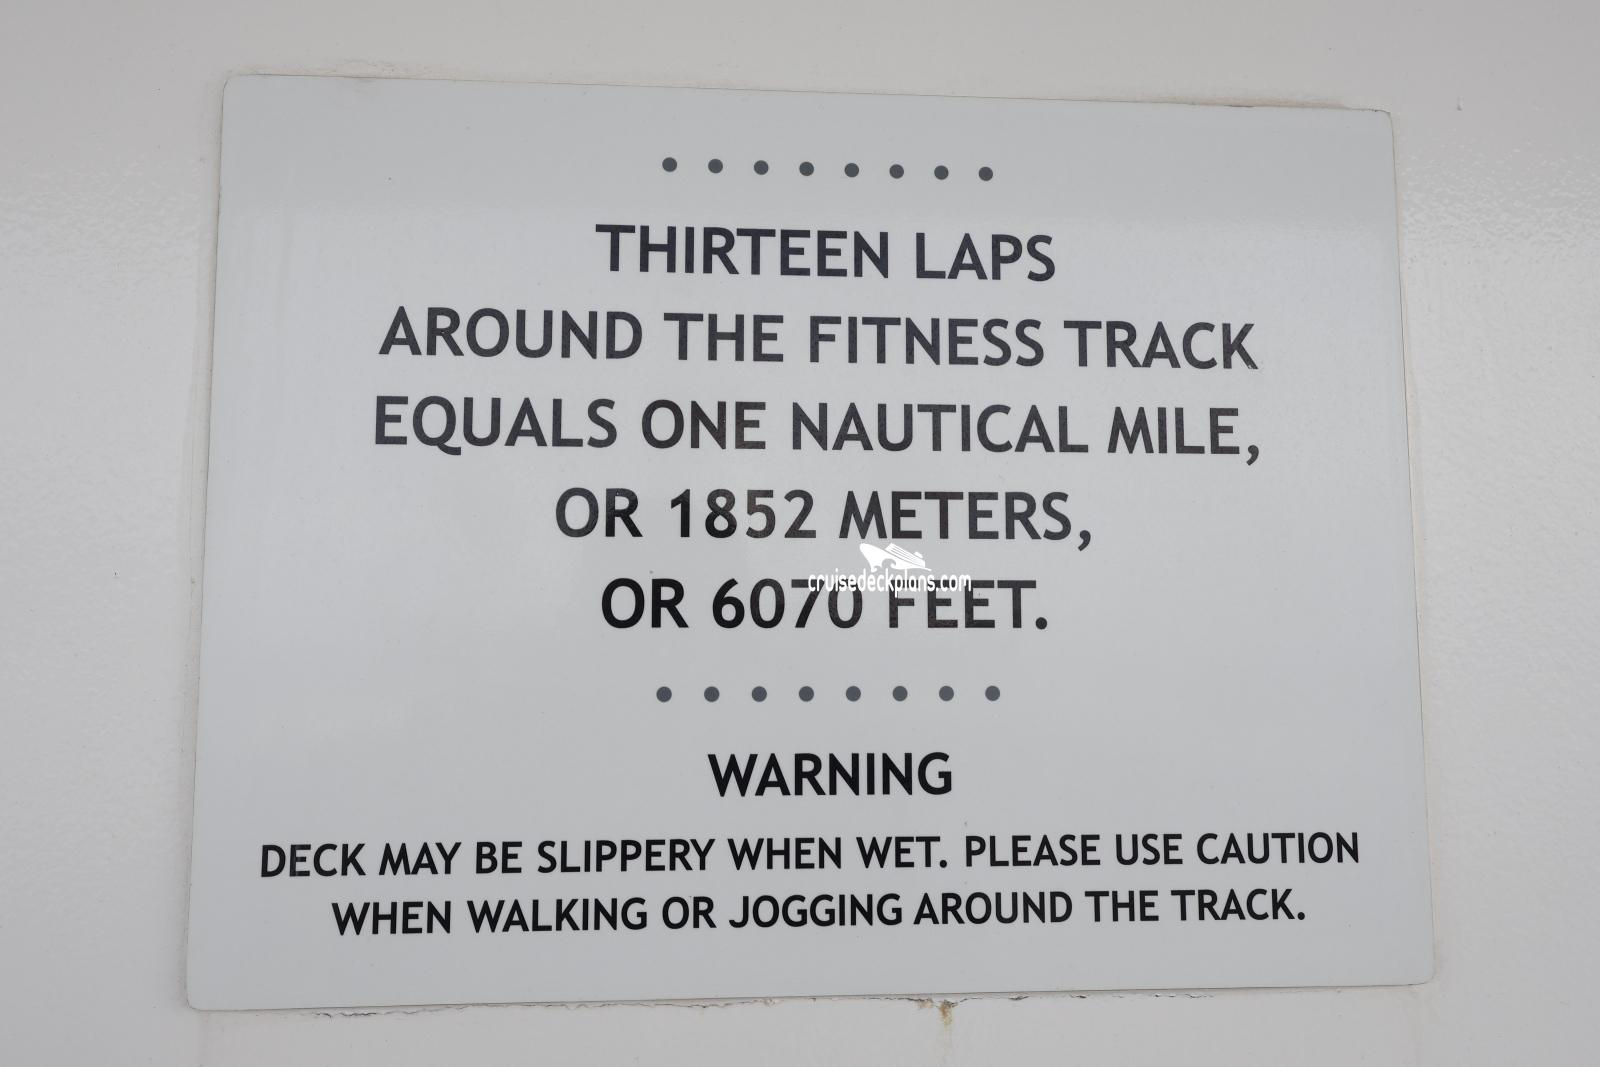 THIRTEEN LAPS
AROUND THE FITNESS TRACK
EQUALS ONE NAUTICAL MILE,
OR 1852 METERS,
cruisedeckplans.com
OR 6070 FEET.
WARNING
DECK MAY BE SLIPPERY WHEN WET. PLEASE USE CAUTION
WHEN WALKING OR JOGGING AROUND THE TRACK.